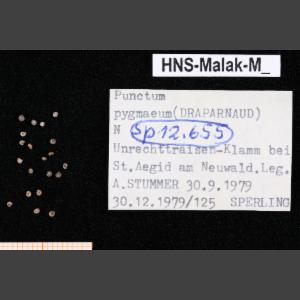 HNS-Malak-M_
Punctum
pygmaeum(DRAPARNAUD)
N Sp12.655
Unrechttraisen-Klamm bei
St.Aegid am Neuwald.Leg.
A.STUMMER 30.9.1979
30.12.1979/125 SPERLING